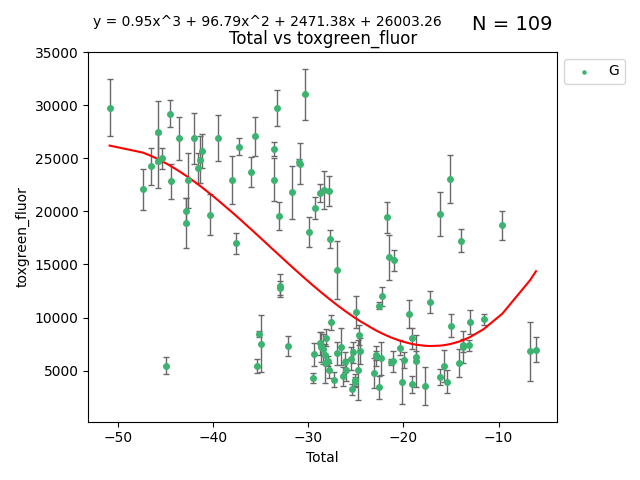 y = 0.95x^3 + 96.79x^2 + 2471.38x + 26003.26
N = 109
Total vs toxgreen_fluor
G
35000
30000
25000
20000
15000
10000
5000
toxgreen_fluor
−50
−40
−30
−20
−10
Total